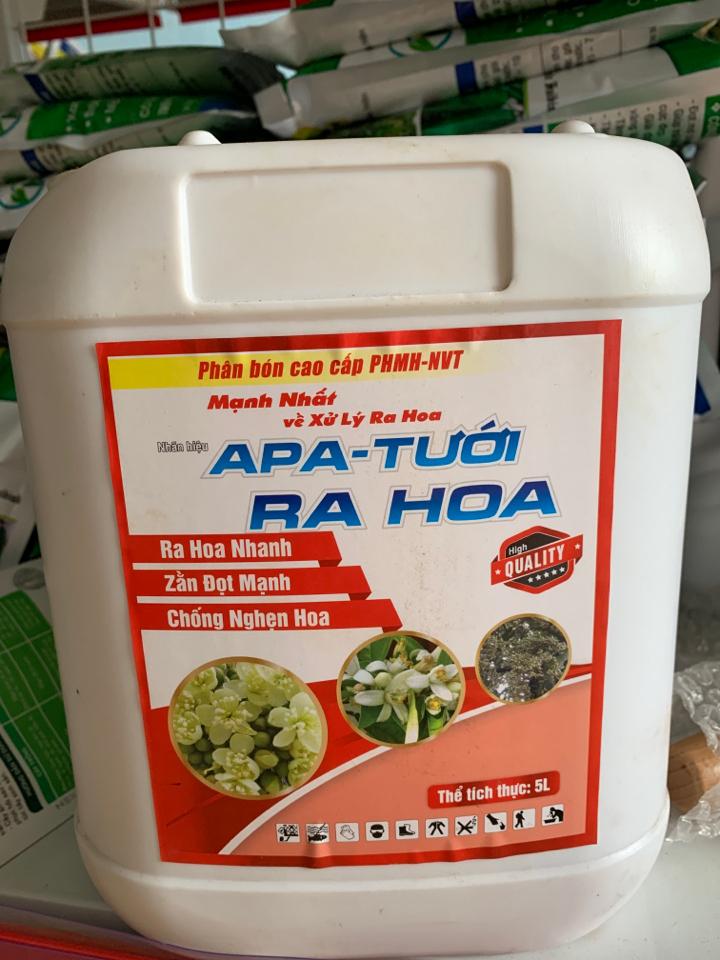 Phân bón cao cấp PHMH-NVT
Mạnh Nhất
về Xử Lý Ra Hoa
Nhãn hiệu
APA-TƯỚI
RA HOA
Ra Hoa Nhanh
Zằn Đọt Mạnh
Chống Nghẹn Hoa
High
QUALITY
Thể tích thực: 5L